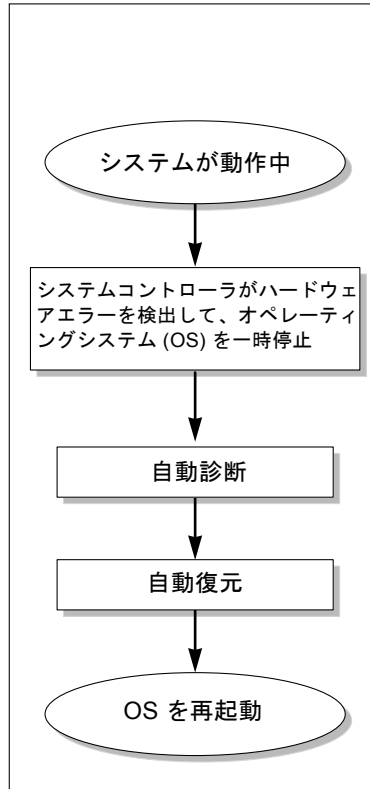 システムが動作中
システムコントローラがハードウェ
アエラーを検出して、オペレーティ
ングシステム (OS) を一時停止
自動診断
自動復元
OS を再起動